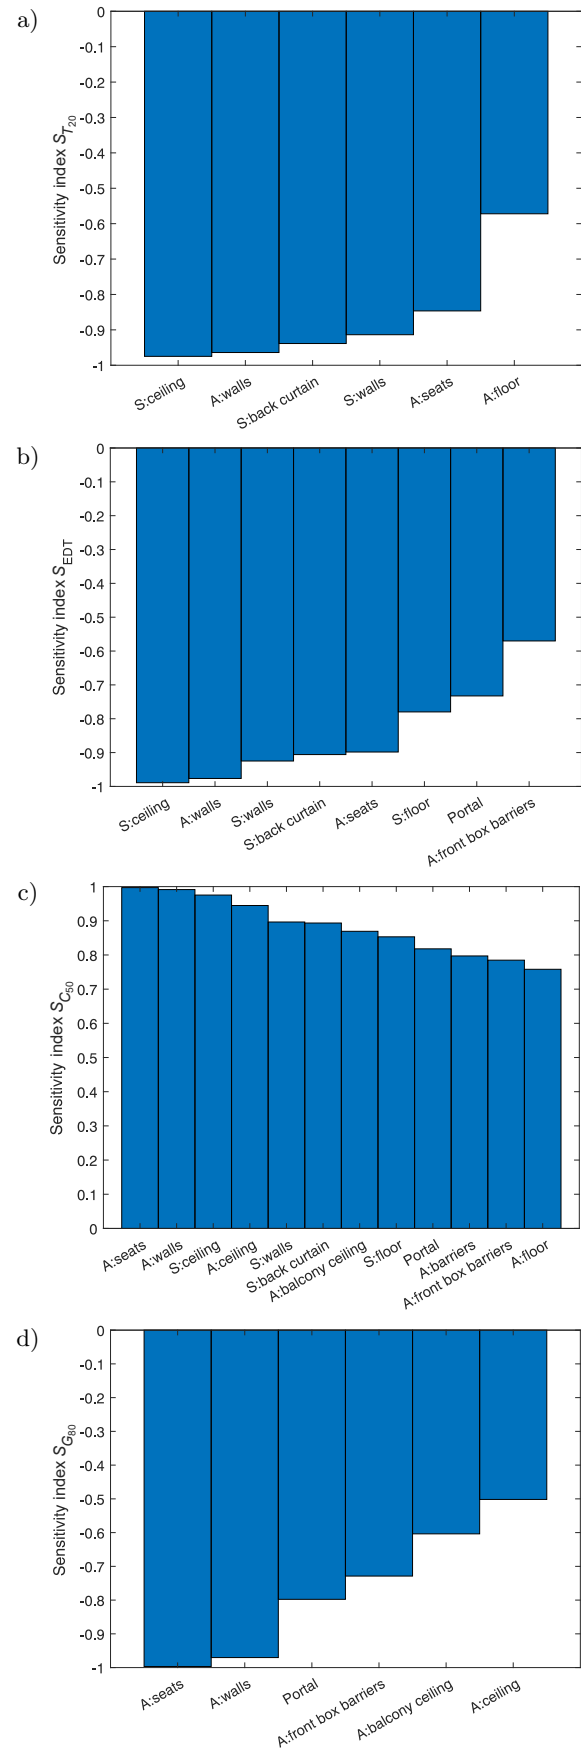 a)
Sensitivity index S_T20
0
-0.1
-0.2
-0.3
-0.4
-0.5
-0.6
-0.7
-0.8
-0.9
-1
S:ceiling
A:walls
S:back curtain
S:walls
A:seats
A:floor
b)
Sensitivity index S_EDT
0
-0.1
-0.2
-0.3
-0.4
-0.5
-0.6
-0.7
-0.8
-0.9
-1
S:ceiling
A:walls
S:walls
S:back curtain
A:seats
S:floor
Portal
A:front box barriers
c)
Sensitivity index S_C50
1
0.9
0.8
0.7
0.6
0.5
0.4
0.3
0.2
0.1
0
A:seats
A:walls
S:ceiling
A:ceiling
S:walls
S:back curtain
A:balcony ceiling
S:floor
Portal
A:barriers
A:front box barriers
A:floor
d)
Sensitivity index S_G80
0
-0.1
-0.2
-0.3
-0.4
-0.5
-0.6
-0.7
-0.8
-0.9
-1
A:seats
A:walls
Portal
A:front box barriers
A:balcony ceiling
A:ceiling